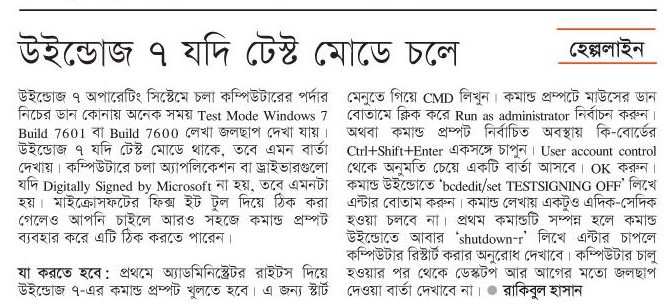 উইন্ডোজ ৭ যদি টেস্ট মোডে চলে
হেল্পলাইন
উইন্ডোজ ৭ অপারেটিং সিস্টেমে চলা কম্পিউটারের পর্দার
নিচের ডান কোনায় অনেক সময় Test Mode Windows 7
Build 7601 বা Build 7600 লেখা জলছাপ দেখা যায়।
উইন্ডোজ ৭ যদি টেস্ট মোডে থাকে, তবে এমন বার্তা
দেখায়। কম্পিউটারে চলা অ্যাপলিকেশন বা ড্রাইভারগুলো
যদি Digitally Signed by Microsoft না হয়, তবে এমনটা
হয়। মাইক্রোসফটের ফিক্স ইট টুল দিয়ে ঠিক করা
গেলেও আপনি চাইলে আরও সহজে কমান্ড প্রম্পট
ব্যবহার করে এটি ঠিক করতে পারেন।
যা করতে হবে : প্রথমে অ্যাডমিনিস্ট্রেটর রাইটস দিয়ে
উইন্ডোজ ৭-এর কমান্ড প্রম্পট খুলতে হবে। এ জন্য স্টার্ট
মেনুতে গিয়ে CMD লিখুন। কমান্ড প্রম্পটে মাউসের ডান
বোতামে ক্লিক করে Run as administrator নির্বাচন করুন।
অথবা কমান্ড প্রম্পট নির্বাচিত অবস্থায় কি-বোর্ডের
Ctrl+Shift+Enter একসঙ্গে চাপুন। User account control
থেকে অনুমতি চেয়ে একটি বার্তা আসবে। OK করুন।
কমান্ড উইন্ডোতে ‘bcdedit/set TESTSIGNING OFF’ লিখে
এন্টার বোতাম করুন। কমান্ড লেখায় একটুও এদিক-সেদিক
হওয়া চলবে না। প্রথম কমান্ডটি সম্পন্ন হলে কমান্ড
উইন্ডোতে আবার ‘shutdown-r’ লিখে এন্টার চাপলে
কম্পিউটার রিস্টার্ট করার অনুরোধ দেখাবে। কম্পিউটার চালু
হওয়ার পর থেকে ডেস্কটপ আর আগের মতো জলছাপ
দেওয়া বার্তা দেখাবে না। ● রাকিবুল হাসান